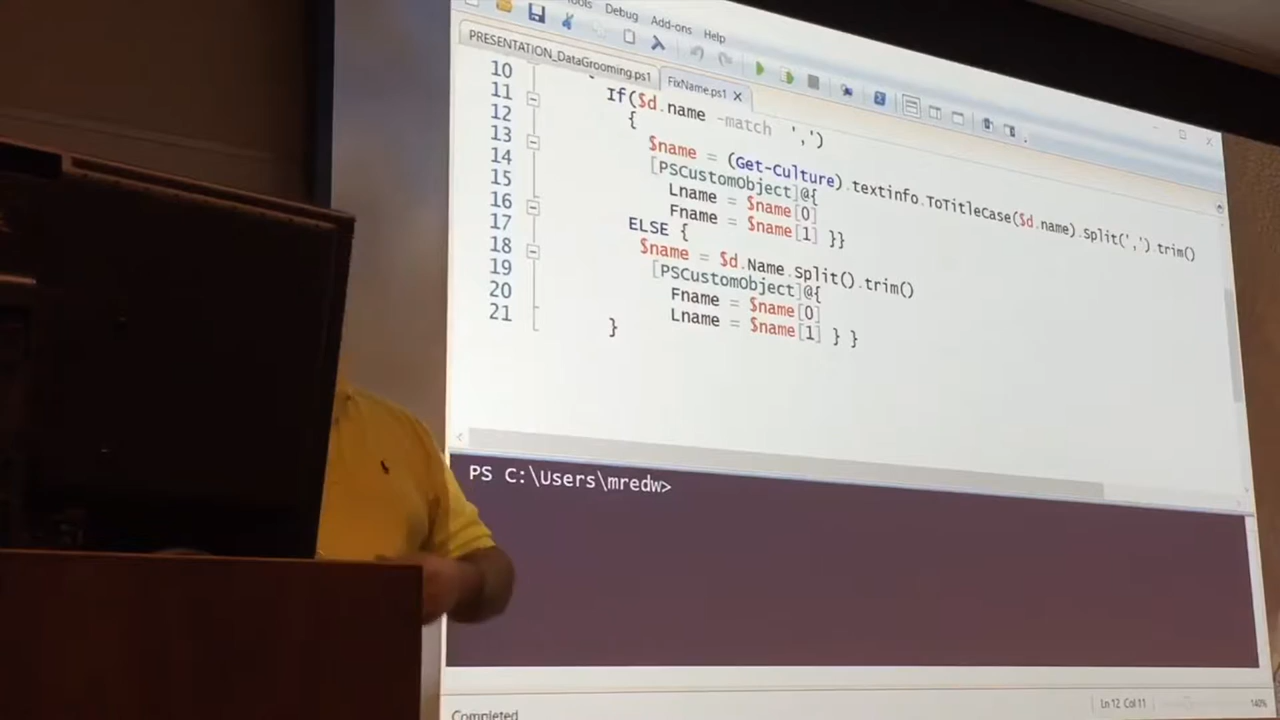 Tools Debug Add-ons Help
PRESENTATION_DataGrooming.ps1 FixName.ps1
10
11 If($d.name -match ',')
12 {
13 $name = (Get-Culture).textinfo.ToTitleCase($d.name).split(',').trim()
14 [PSCustomObject]@{
15 Lname = $name[0]
16 Fname = $name[1] }}
17 ELSE {
18 $name = $d.Name.Split().trim()
19 [PSCustomObject]@{
20 Fname = $name[0]
21 Lname = $name[1] } }
}
PS C:\Users\mredw>
Completed
Ln 12 Col 11 140%